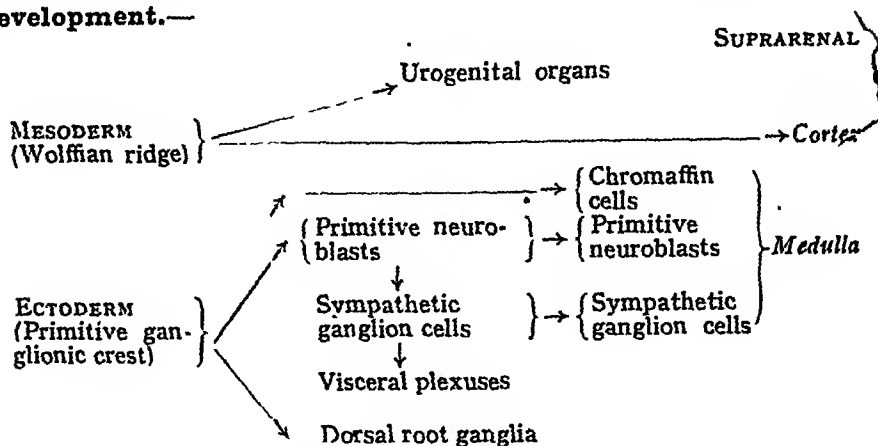 evelopment.—
SUPRARENAL
Urogenital organs
MESODERM
(Wolffian ridge)
Cortex
Chromaffin
cells
Primitive neuro-
blasts
Primitive
neuroblasts
Medulla
ECTODERM
(Primitive gan-
glionic crest)
Sympathetic
ganglion cells
Sympathetic
ganglion cells
Visceral plexuses
Dorsal root ganglia